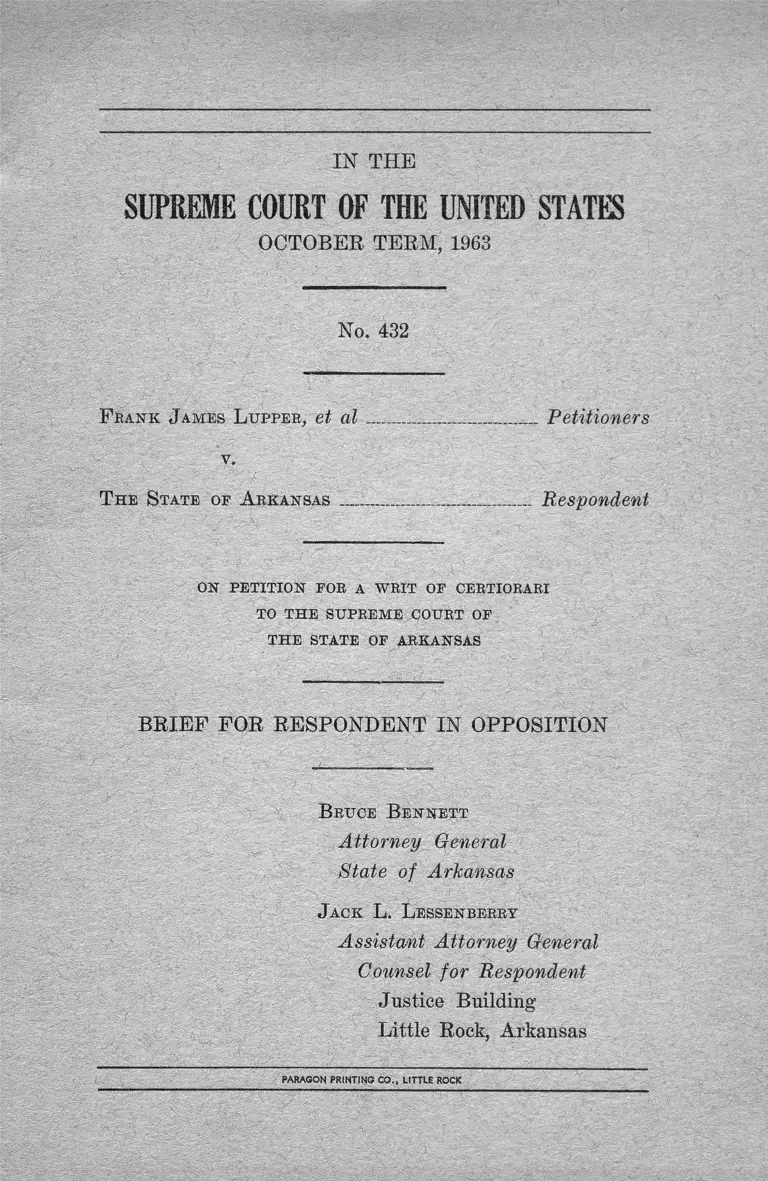 IN THE
SUPREME COURT OF THE UNITED STATES
OCTOBER TERM, 1963
No. 432
FRANK JAMES LUPPER, et al Petitioners
v.
THE STATE OF ARKANSAS Respondent
ON PETITION FOR A WRIT OF CERTIORARI
TO THE SUPREME COURT OF
THE STATE OF ARKANSAS
BRIEF FOR RESPONDENT IN OPPOSITION
BRUCE BENNETT
Attorney General
State of Arkansas
JACK L. LESSENBERRY
Assistant Attorney General
Counsel for Respondent
Justice Building
Little Rock, Arkansas
PARAGON PRINTING CO., LITTLE ROCK